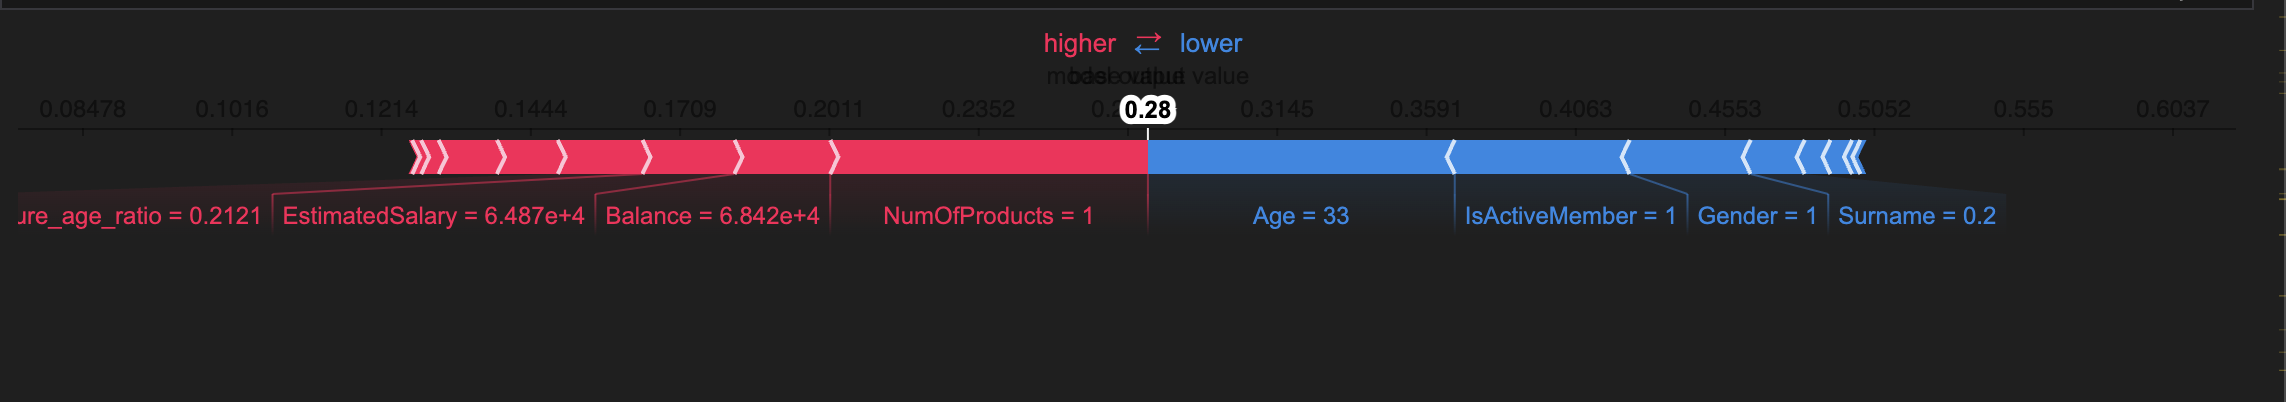 higher ⇄ lower
model output value
base value
0.08478 0.1016 0.1214 0.1444 0.1709 0.2011 0.2352 0.28 0.3145 0.3591 0.4063 0.4553 0.5052 0.555 0.6037
ure_age_ratio = 0.2121 EstimatedSalary = 6.487e+4 Balance = 6.842e+4 NumOfProducts = 1 Age = 33 IsActiveMember = 1 Gender = 1 Surname = 0.2